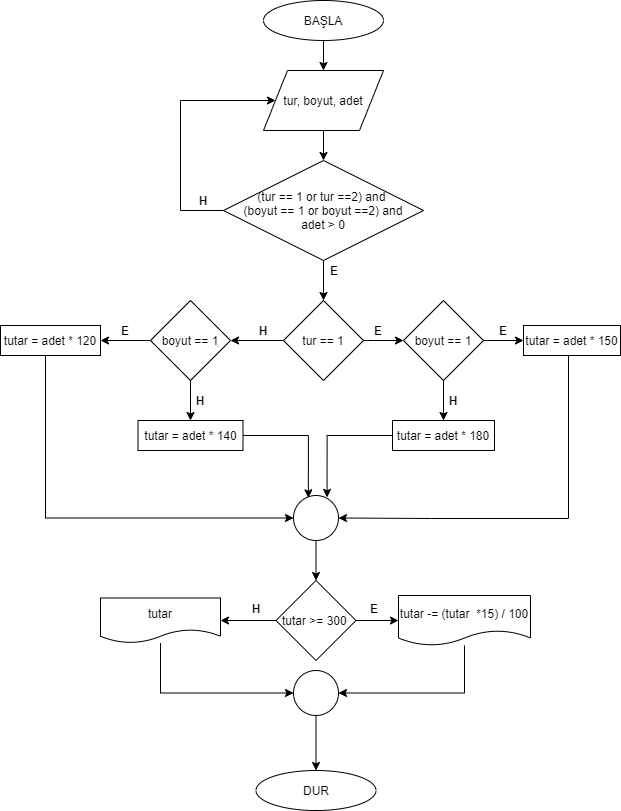 BAŞLA
tur, boyut, adet
H
(tur == 1 or tur ==2) and
(boyut == 1 or boyut ==2) and
adet > 0
E
tutar = adet * 120
E
boyut == 1
H
tur == 1
E
boyut == 1
E
tutar = adet * 150
H
H
tutar = adet * 140
tutar = adet * 180
tutar
H
tutar >= 300
E
tutar -= (tutar *15) / 100
DUR